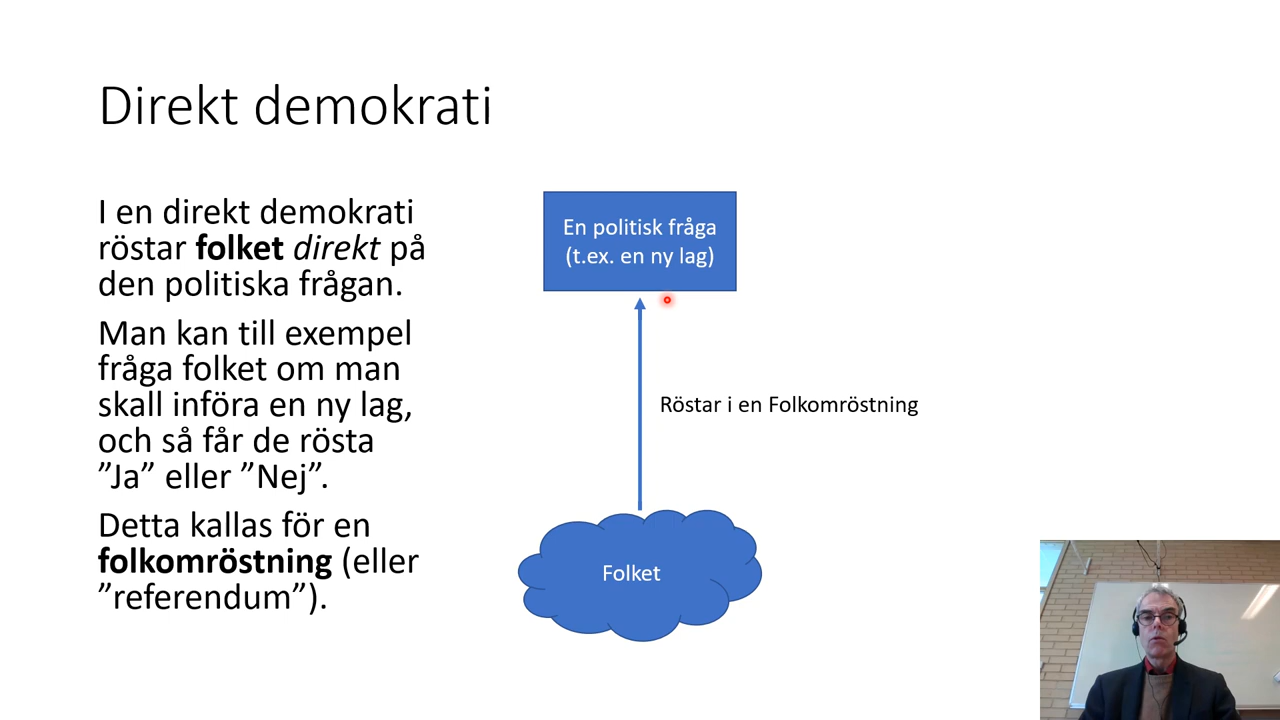 Direkt demokrati
I en direkt demokrati
röstar folket direkt på
den politiska frågan.
Man kan till exempel
fråga folket om man
skall införa en ny lag,
och så får de rösta
”Ja” eller ”Nej”.
Detta kallas för en
folkomröstning (eller
”referendum”).
En politisk fråga
(t.ex. en ny lag)
Röstar i en Folkomröstning
Folket